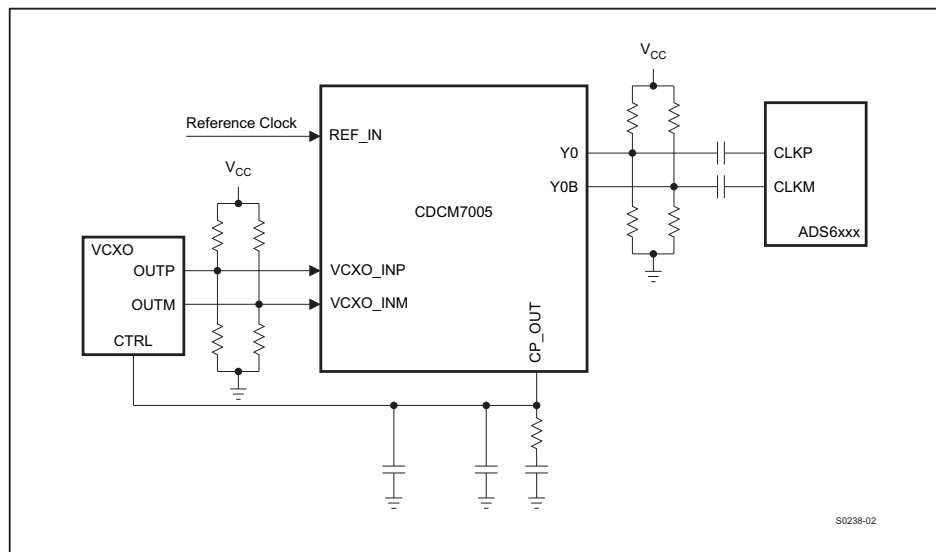 V_CC
Reference Clock
REF_IN
Y0
CLKP
V_CC
Y0B
CLKM
CDCM7005
ADS6xxx
VCXO
OUTP
VCXO_INP
OUTM
VCXO_INM
CTRL
CP_OUT
S0238-02